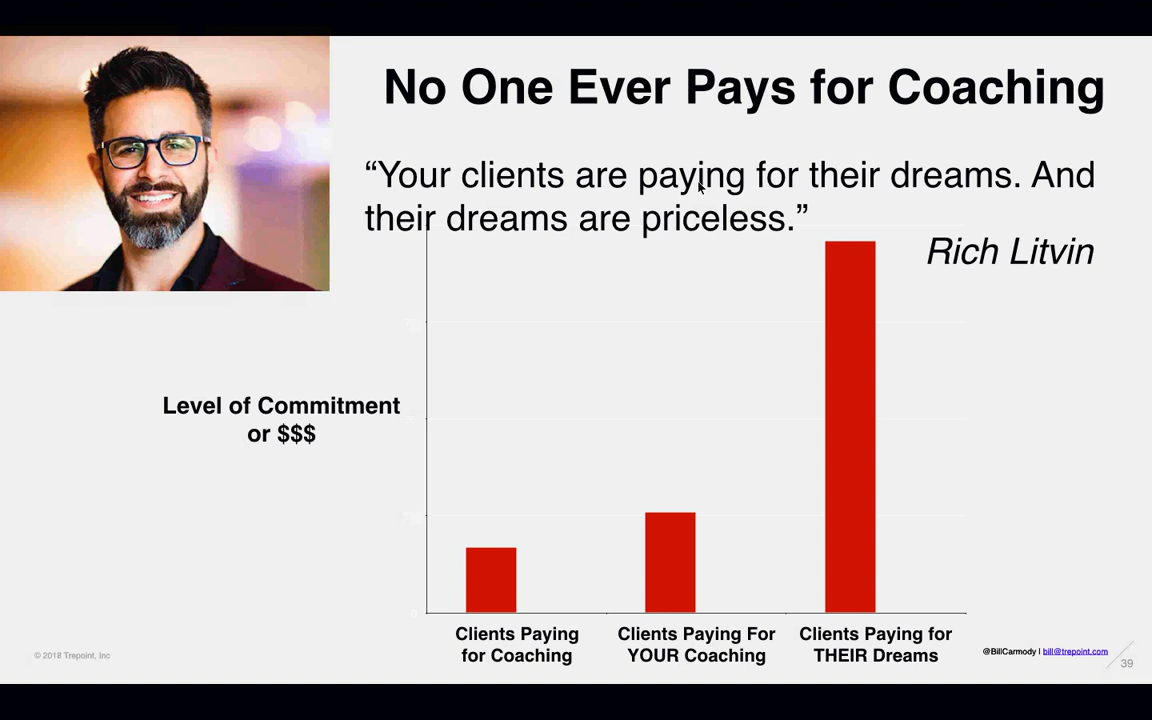 No One Ever Pays for Coaching
“Your clients are paying for their dreams. And
their dreams are priceless.”
Rich Litvin
Level of Commitment
or $$$
Clients Paying
for Coaching
Clients Paying For
YOUR Coaching
Clients Paying for
THEIR Dreams
© 2018 Trepoint, Inc
@BillCarmody | bill@trepoint.com
39